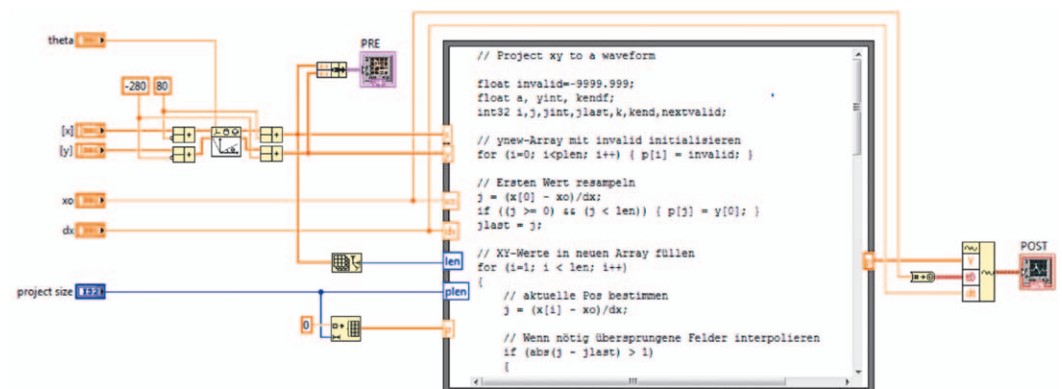 theta
PRE
-280
80
[x]
[y]
xo
dx
len
project size
I32
plen
0
// Project xy to a waveform
float invalid=-9999.999;
float a, yint, kendf;
int32 i,j,jint,jlast,k,kend,nextvalid;
// ynew-Array mit invalid initialisieren
for (i=0; i<plen; i++) { p[i] = invalid; }
// Ersten Wert resampeln
j = (x[0] - xo)/dx;
if ((j >= 0) && (j < len)) { p[j] = y[0]; }
jlast = j;
// XY-Werte in neuen Array füllen
for (i=1; i < len; i++)
{
// aktuelle Pos bestimmen
j = (x[i] - xo)/dx;
// Wenn nötig übersprungene Felder interpolieren
if (abs(j - jlast) > 1)
{
Y
t0
dt
POST